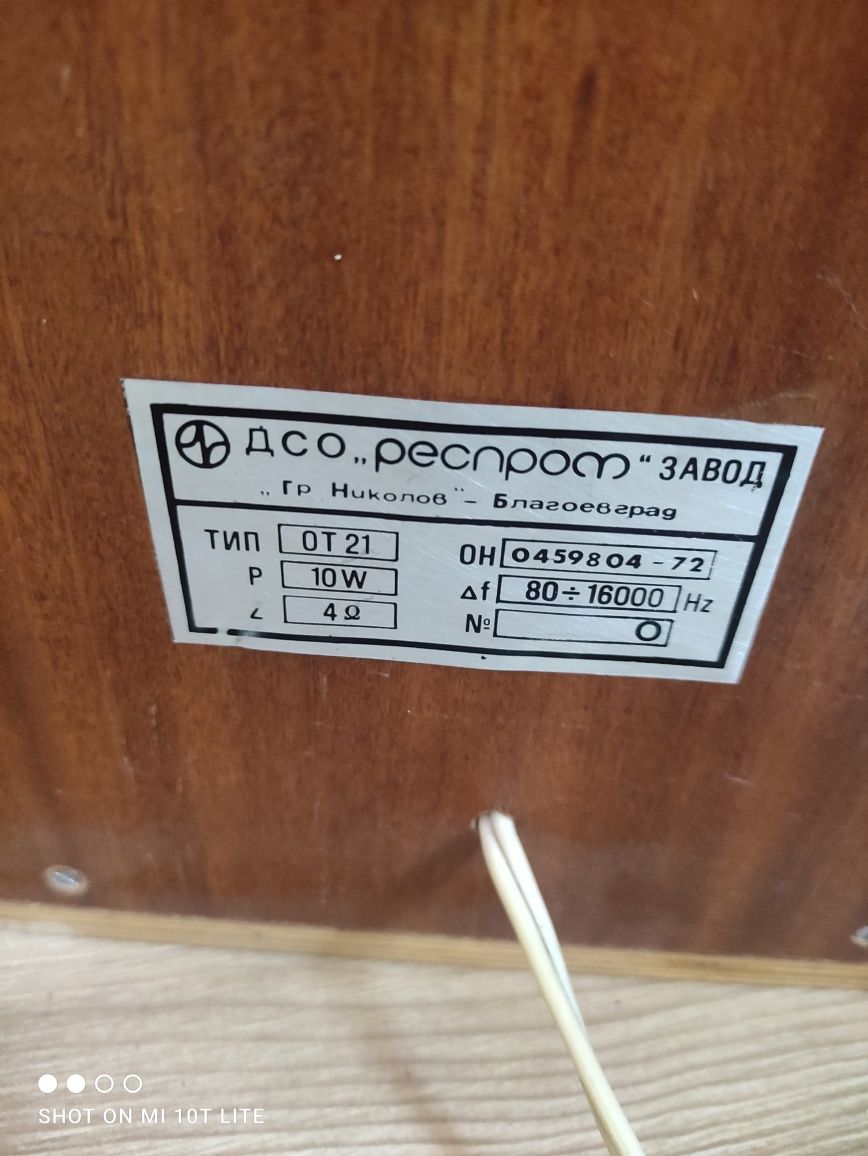 ДСО „респром“ ЗАВОД
„Гр Николов“ - Благоевград
ТИП ОТ 21
P 10W
Z 4Ω
ОН 0459804-72
Δf 80÷16000 Hz
№ 0
SHOT ON MI 10T LITE